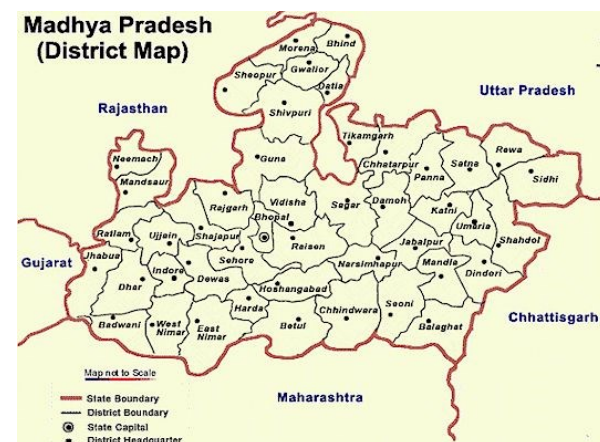 Madhya Pradesh
(District Map)
Morena
Bhind
Gwalior
Sheopur
Datia
Shivpuri
Uttar Pradesh
Rajasthan
Tikamgarh
Rewa
Neemach
Guna
Chhatarpur
Satna
Panna
Sidhi
Mandsaur
Rajgarh
Vidisha
Sagar
Damoh
Katni
Bhopal
Umaria
Ratlam
Ujjein
Shajapur
Raisen
Jabalpur
Shahdol
Jhabua
Gujarat
Indore
Sehore
Narsimhapur
Mandla
Dindori
Dhar
Dewas
Hoshangabad
Harda
Chhindwara
Seoni
Chhattisgarh
Badwani
West
Nimar
East
Nimar
Betul
Balaghat
Map not to Scale
Maharashtra
State Boundary
District Boundary
State Capital
District Headquarter